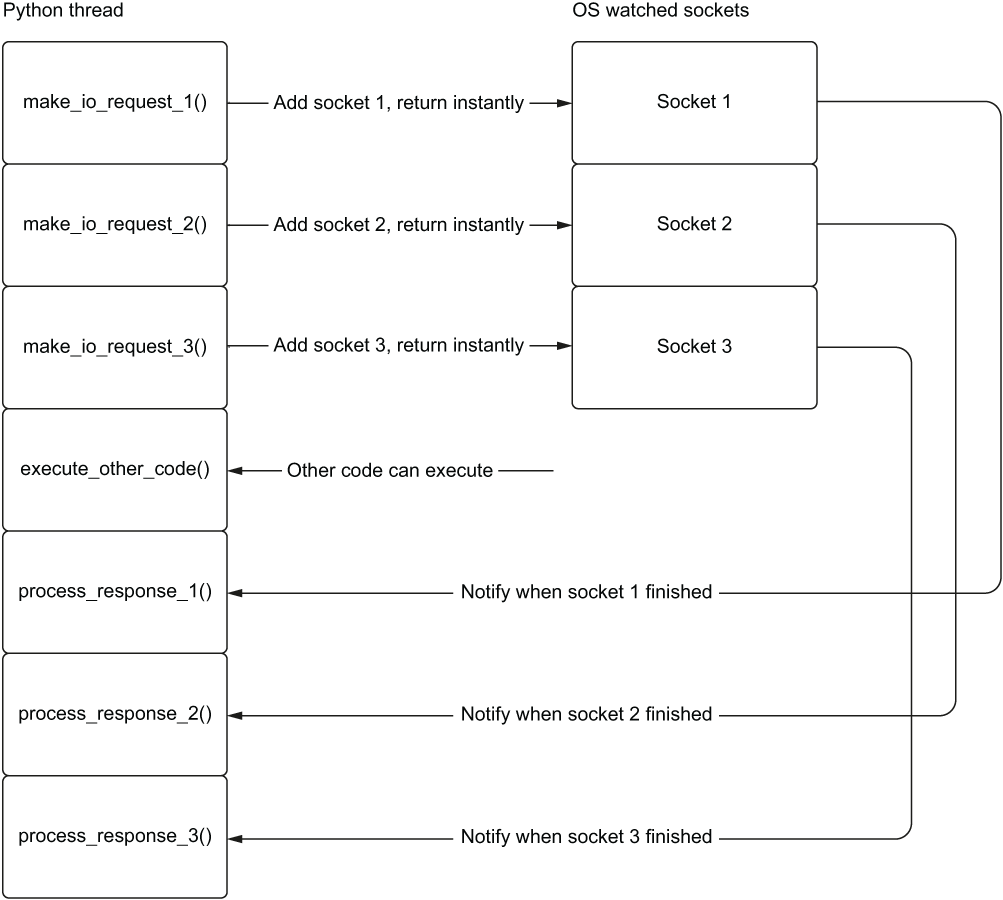 Python thread
OS watched sockets
make_io_request_1()
Add socket 1, return instantly
Socket 1
make_io_request_2()
Add socket 2, return instantly
Socket 2
make_io_request_3()
Add socket 3, return instantly
Socket 3
execute_other_code()
Other code can execute
process_response_1()
Notify when socket 1 finished
process_response_2()
Notify when socket 2 finished
process_response_3()
Notify when socket 3 finished